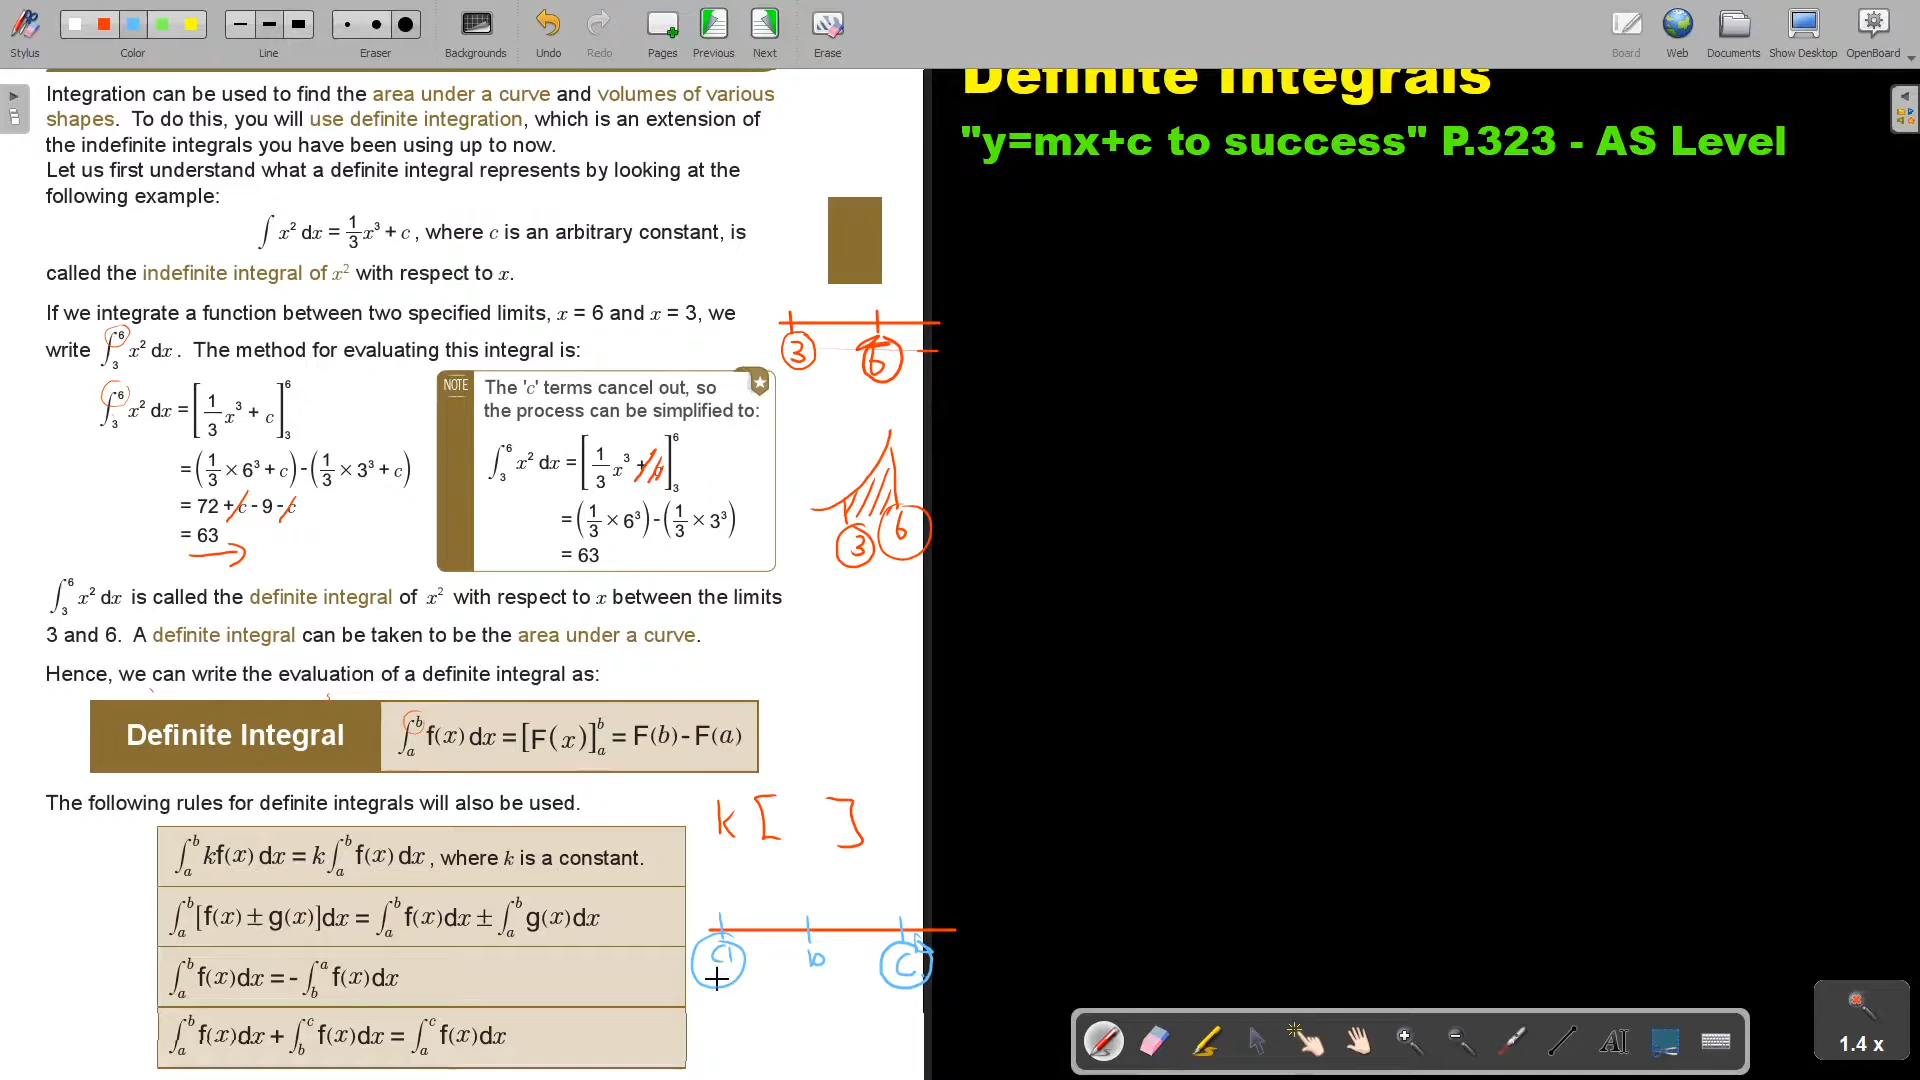 Stylus
Color
Line
Eraser
Backgrounds
Undo
Redo
Pages
Previous
Next
Erase
Board
Web
Documents
Show Desktop
OpenBoard
Integration can be used to find the area under a curve and volumes of various
shapes. To do this, you will use definite integration, which is an extension of
the indefinite integrals you have been using up to now.
Let us first understand what a definite integral represents by looking at the
following example:
∫ x² dx = 1/3 x³ + c , where c is an arbitrary constant, is
called the indefinite integral of x² with respect to x.
If we integrate a function between two specified limits, x = 6 and x = 3, we
write ∫₃⁶ x² dx. The method for evaluating this integral is:
∫₃⁶ x² dx = [1/3 x³ + c]₃⁶
= (1/3 × 6³ + c) - (1/3 × 3³ + c)
= 72 + c - 9 - c
= 63
NOTE
The 'c' terms cancel out, so
the process can be simplified to:
∫₃⁶ x² dx = [1/3 x³ + c]₃⁶
= (1/3 × 6³) - (1/3 × 3³)
= 63
3 6
3 6
∫₃⁶ x² dx is called the definite integral of x² with respect to x between the limits
3 and 6. A definite integral can be taken to be the area under a curve.
Hence, we can write the evaluation of a definite integral as:
Definite Integral
∫ₐᵇ f(x) dx = [F(x)]ₐᵇ = F(b) - F(a)
The following rules for definite integrals will also be used.
k [ ]
∫ₐᵇ kf(x) dx = k∫ₐᵇ f(x) dx , where k is a constant.
∫ₐᵇ [f(x) ± g(x)]dx = ∫ₐᵇ f(x)dx ± ∫ₐᵇ g(x)dx
∫ₐᵇ f(x)dx = - ∫ᵇᵃ f(x)dx
∫ₐᵇ f(x)dx + ∫ᵇᶜ f(x)dx = ∫ₐᶜ f(x)dx
a b c
Definite Integrals
"y=mx+c to success" P.323 - AS Level
1.4 x